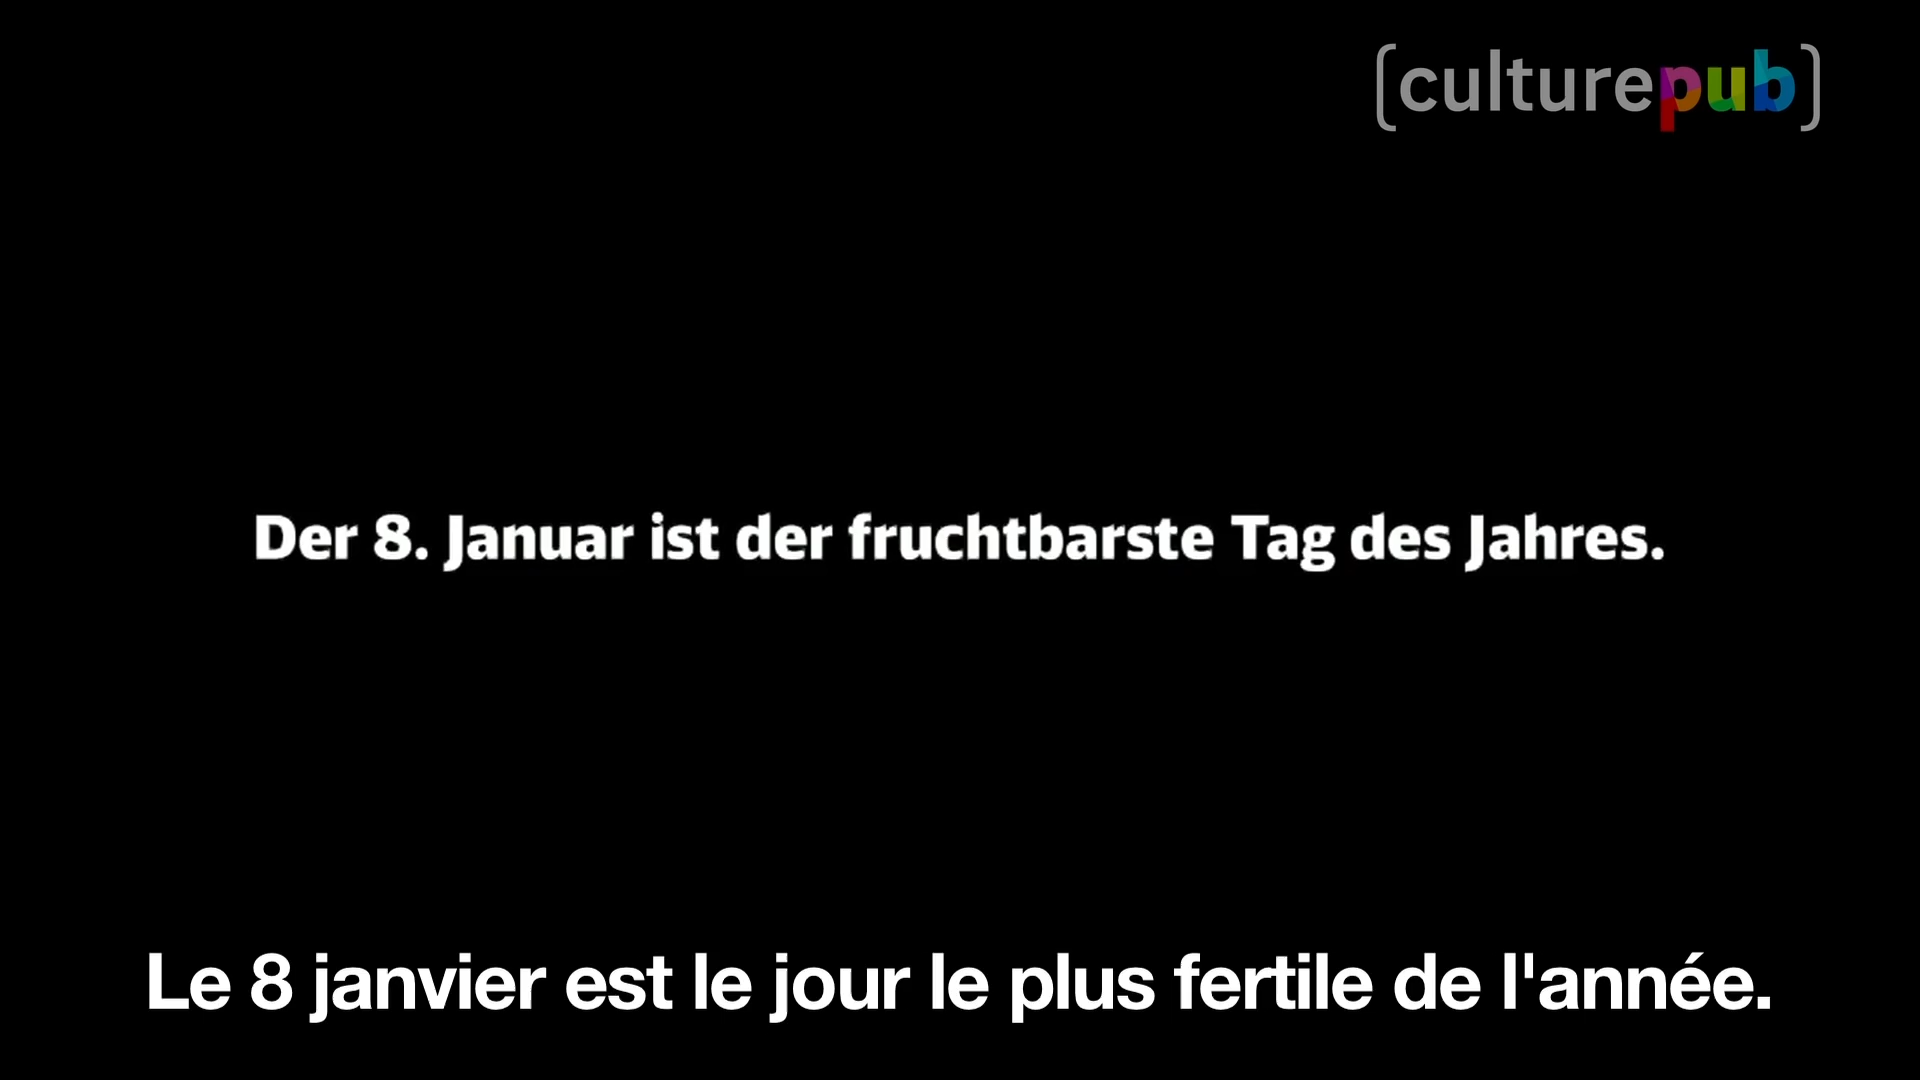 (culturepub)
Der 8. Januar ist der fruchtbarste Tag des Jahres.
Le 8 janvier est le jour le plus fertile de l'année.